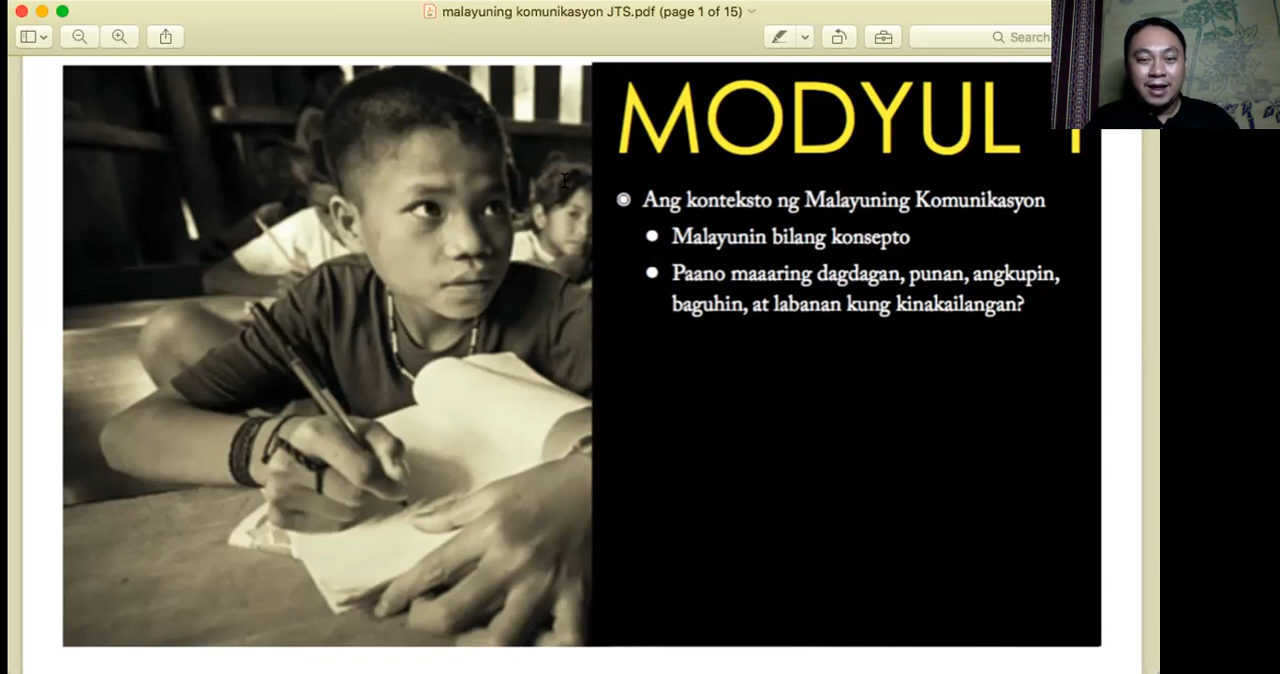 malayuning komunikasyon JTS.pdf (page 1 of 15)
Search
MODYUL
Ang konteksto ng Malayuning Komunikasyon
Malayunin bilang konsepto
Paano maaaring dagdagan, punan, angkupin,
baguhin, at labanan kung kinakailangan?